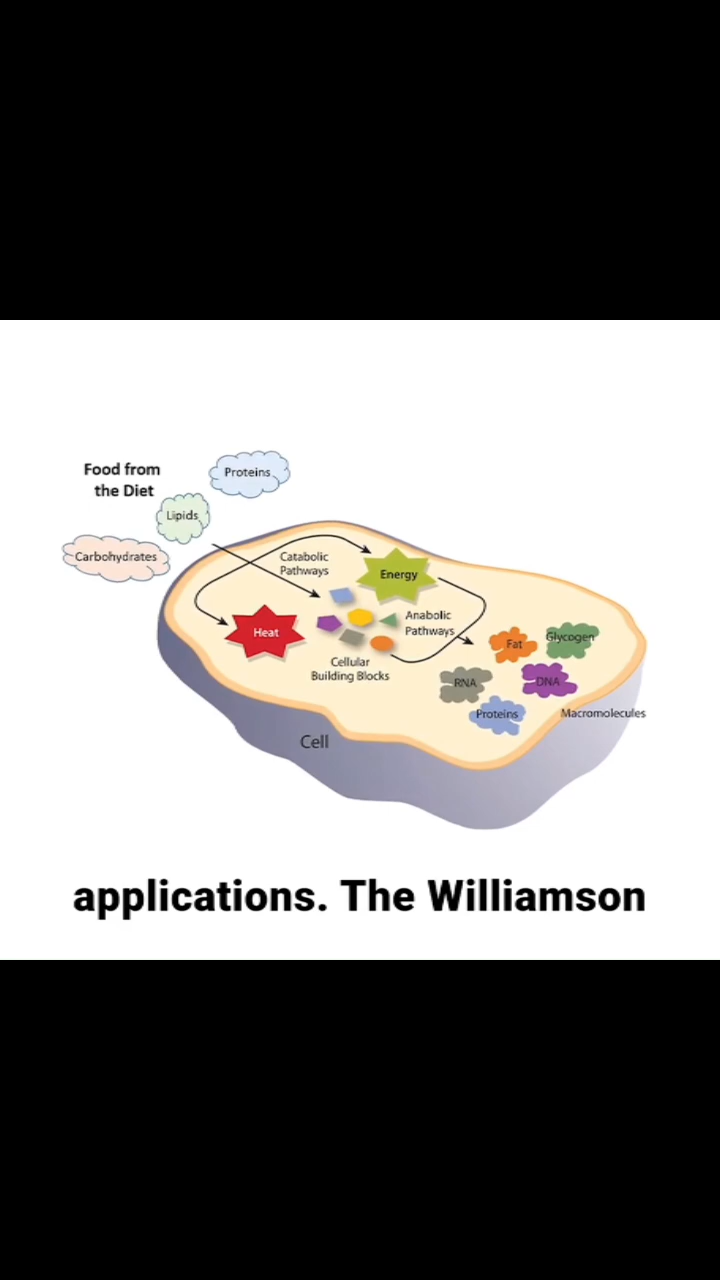 Food from
the Diet
Proteins
Lipids
Carbohydrates
Catabolic
Pathways
Energy
Heat
Anabolic
Pathways
Cellular
Building Blocks
Fat
Glycogen
RNA
DNA
Proteins
Macromolecules
Cell
applications. The Williamson